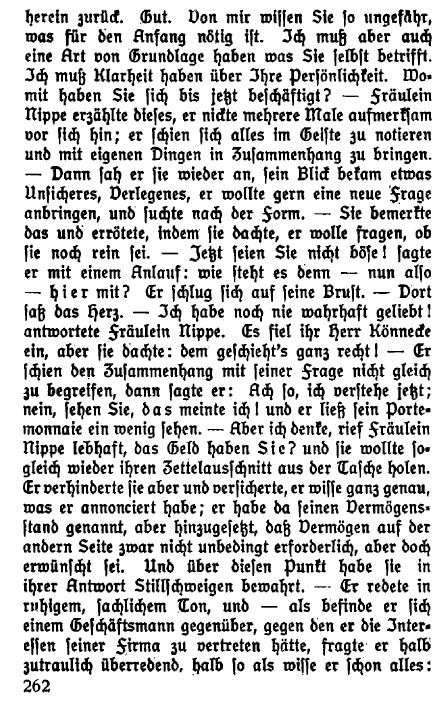 herein zurück. Gut. Von mir wissen Sie so ungefähr,
was für den Anfang nötig ist. Ich muß aber auch
eine Art von Grundlage haben was Sie selbst betrifft.
Ich muß Klarheit haben über Ihre Persönlichkeit. Wo-
mit haben Sie sich bis jetzt beschäftigt? — Fräulein
Nippe erzählte dieses, er nickte mehrere Male aufmerksam
vor sich hin; er schien sich alles im Geiste zu notieren
und mit eigenen Dingen in Zusammenhang zu bringen.
— Dann sah er sie wieder an, sein Blick bekam etwas
Unsicheres, Verlegenes, er wollte gern eine neue Frage
anbringen, und suchte nach der Form. — Sie bemerkte
das und errötete, indem sie dachte, er wolle fragen, ob
sie noch rein sei. — Jetzt seien Sie nicht böse! sagte
er mit einem Anlauf: wie steht es denn — nun also
— hier mit? Er schlug sich auf seine Brust. — Dort
saß das Herz. — Ich habe noch nie wahrhaft geliebt!
antwortete Fräulein Nippe. Es fiel ihr Herr Könnecke
ein, aber sie dachte: dem geschieht's ganz recht! — Er
schien den Zusammenhang mit seiner Frage nicht gleich
zu begreifen, dann sagte er: Ach so, ich verstehe jetzt;
nein, sehen Sie, das meinte ich! und er ließ sein Porte-
monnaie ein wenig sehen. — Aber ich denke, rief Fräulein
Nippe lebhaft, das Geld haben Sie? und sie wollte so-
gleich wieder ihren Zettelausschnitt aus der Tasche holen.
Er verhinderte sie aber und versicherte, er wisse ganz genau,
was er annonciert habe; er habe da seinen Vermögens-
stand genannt, aber hinzugesetzt, daß Vermögen auf der
andern Seite zwar nicht unbedingt erforderlich, aber doch
erwünscht sei. Und über diesen Punkt habe sie in
ihrer Antwort Stillschweigen bewahrt. — Er redete in
ruhigem, sachlichem Ton, und — als befinde er sich
einem Geschäftsmann gegenüber, gegen den er die Inter-
essen seiner Firma zu vertreten hätte, fragte er halb
zutraulich überredend, halb so als wisse er schon alles:
262